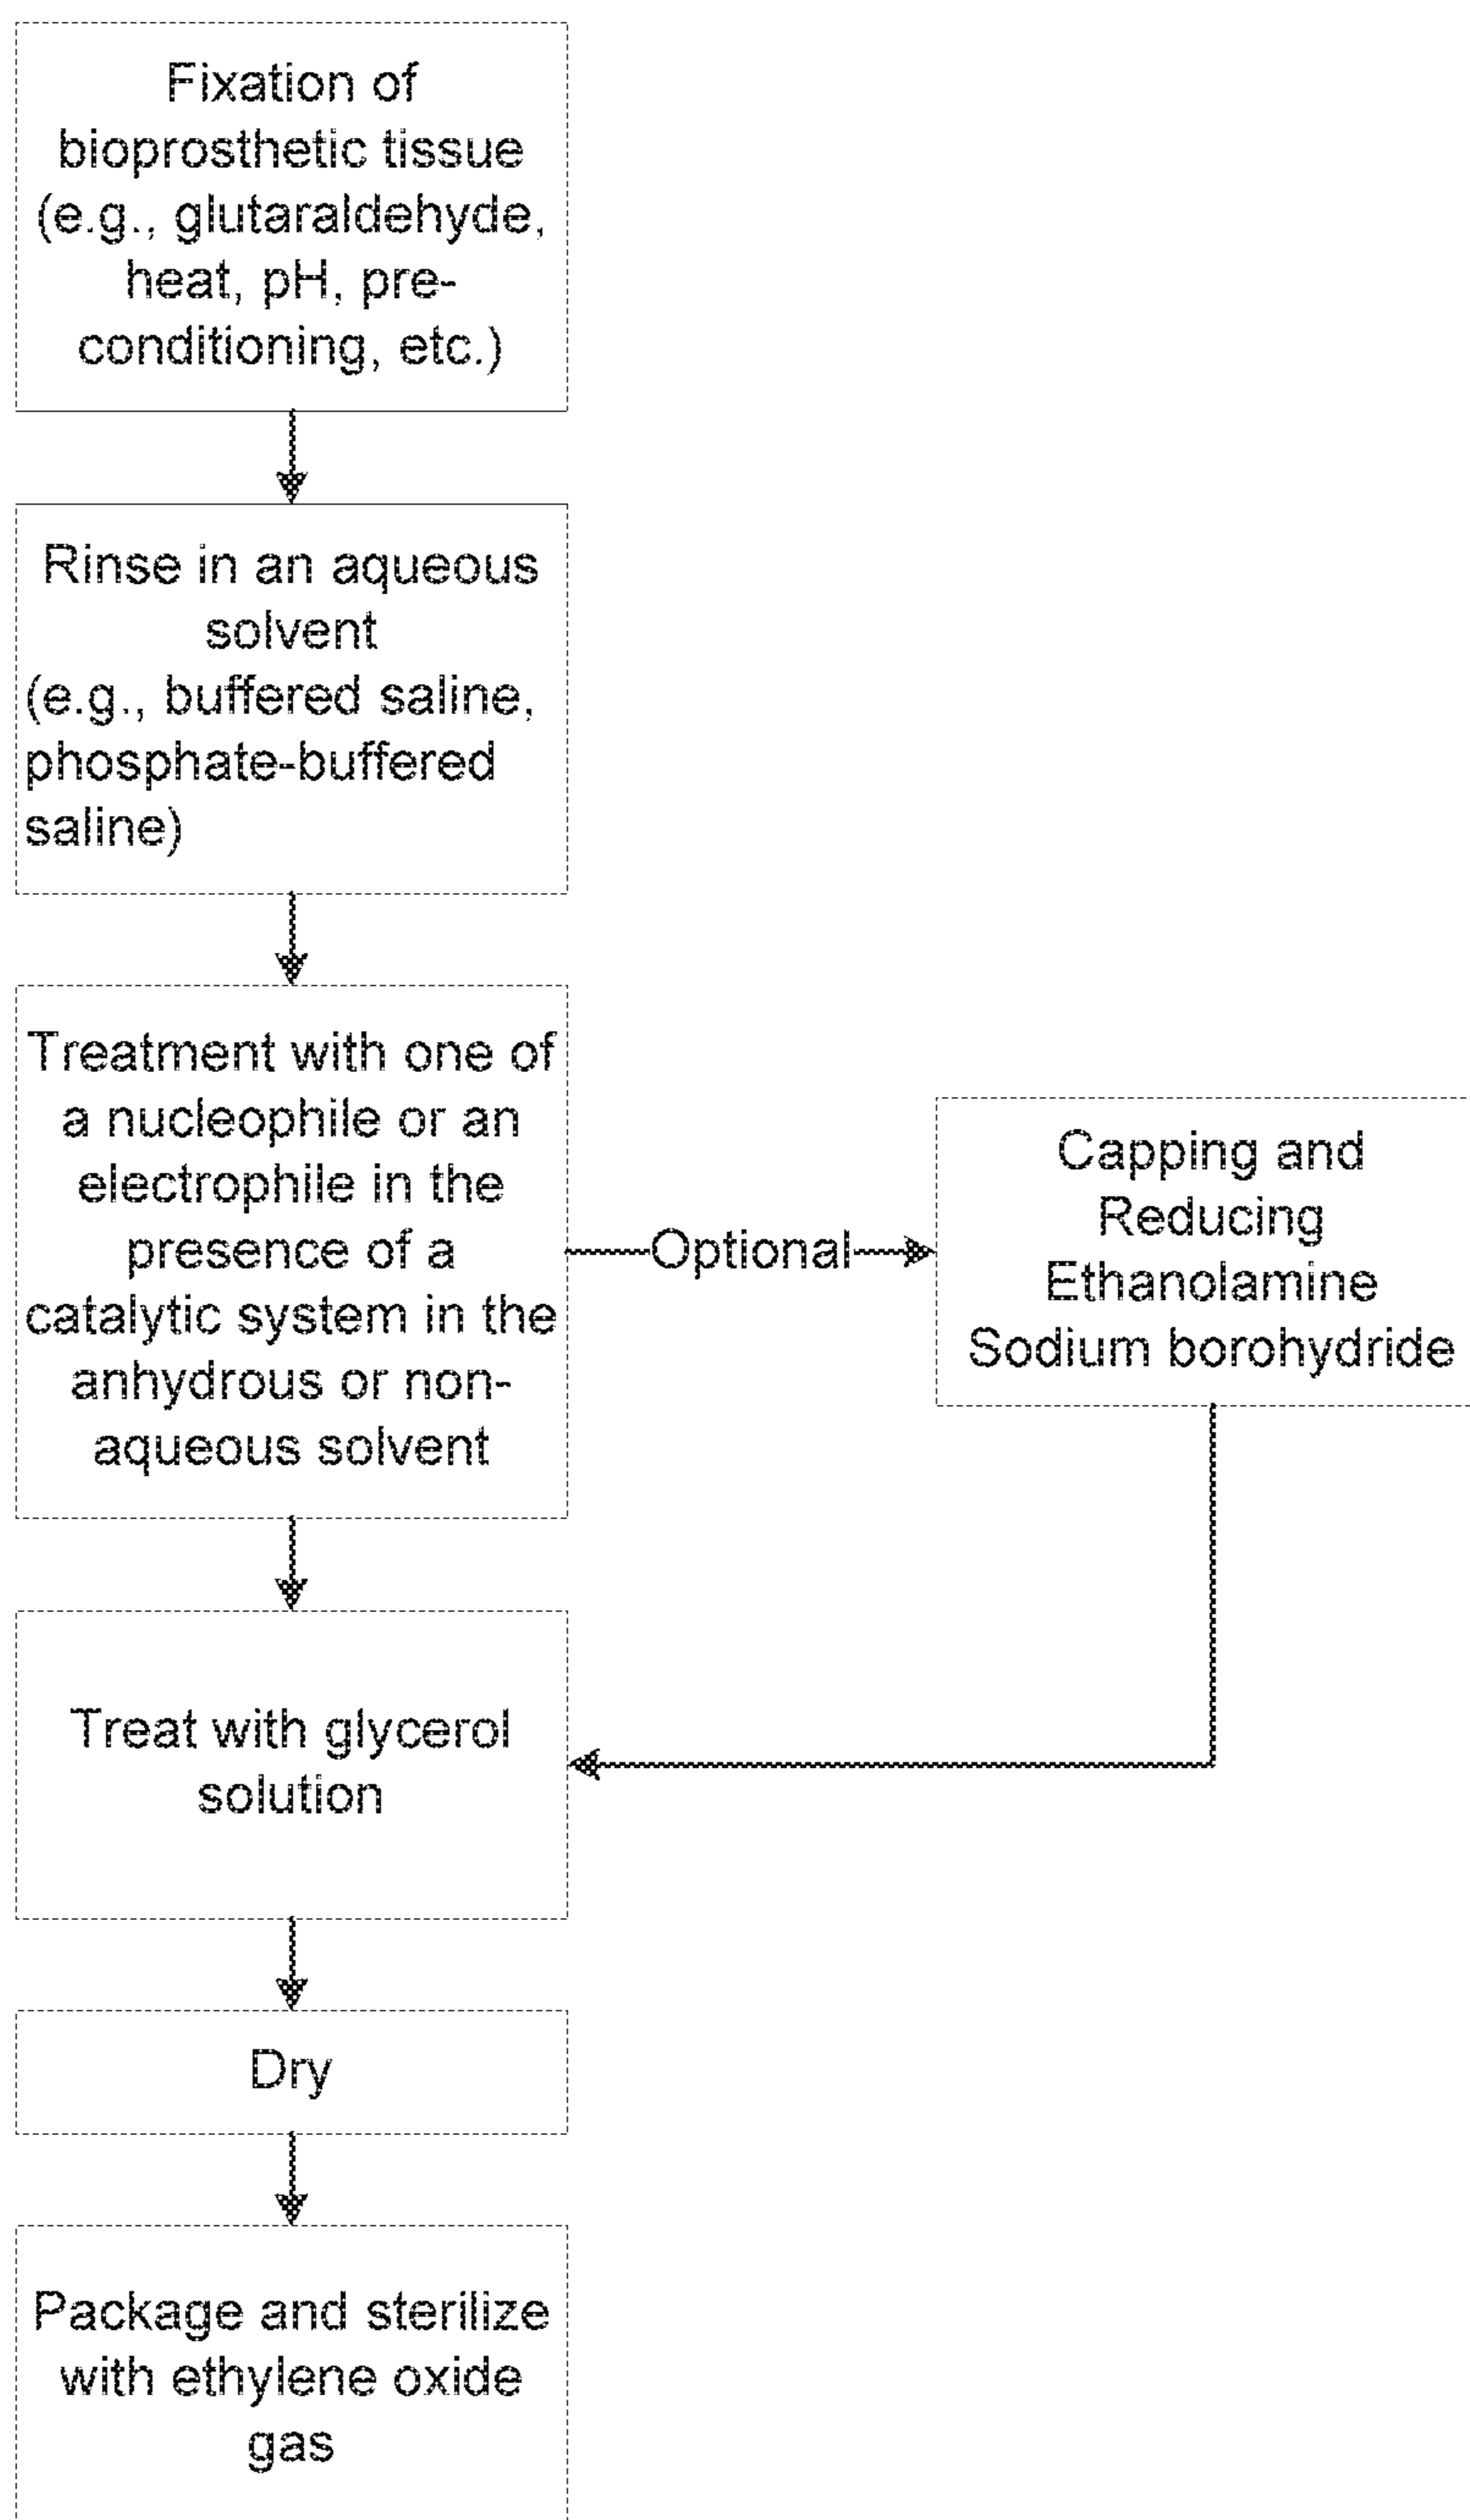 Fixation of
bioprosthetic tissue
(e.g., glutaraldehyde,
heat, pH, pre-
conditioning, etc.)
Rinse in an aqueous
solvent
(e.g., buffered saline,
phosphate-buffered
saline)
Treatment with one of
a nucleophile or an
electrophile in the
presence of a
catalytic system in the
anhydrous or non-
aqueous solvent
Optional
Capping and
Reducing
Ethanolamine
Sodium borohydride
Treat with glycerol
solution
Dry
Package and sterilize
with ethylene oxide
gas